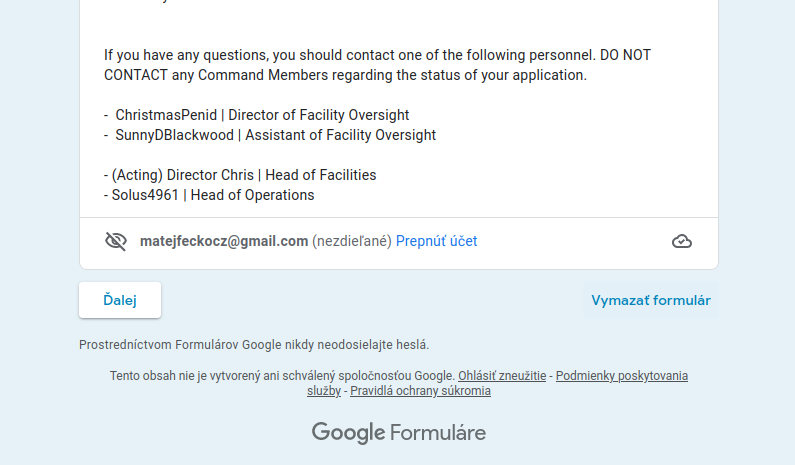 If you have any questions, you should contact one of the following personnel. DO NOT
CONTACT any Command Members regarding the status of your application.
- ChristmasPenid | Director of Facility Oversight
- SunnyDBlackwood | Assistant of Facility Oversight
- (Acting) Director Chris | Head of Facilities
- Solus4961 | Head of Operations
matejfeckocz@gmail.com (nezdieľané) Prepnúť účet
Ďalej
Vymazať formulár
Prostredníctvom Formulárov Google nikdy neodosielajte heslá.
Tento obsah nie je vytvorený ani schválený spoločnosťou Google. Ohlásiť zneužitie - Podmienky poskytovania
služby - Pravidlá ochrany súkromia
Google Formuláre